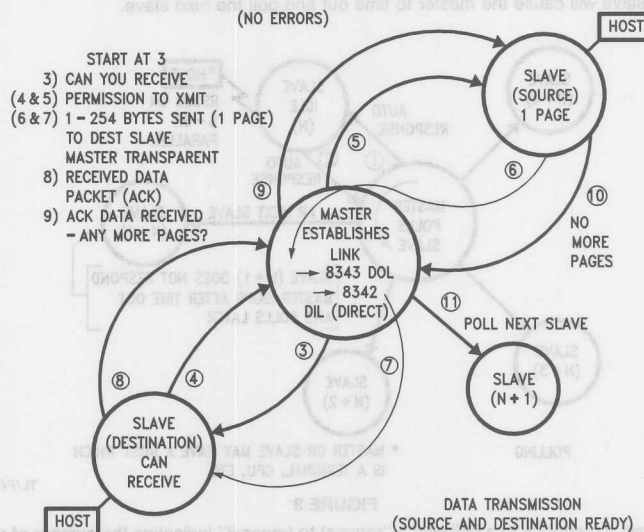 (NO ERRORS)
HOST
START AT 3
3) CAN YOU RECEIVE
(4 & 5) PERMISSION TO XMIT
(6 & 7) 1 – 254 BYTES SENT (1 PAGE)
TO DEST SLAVE
MASTER TRANSPARENT
8) RECEIVED DATA
PACKET (ACK)
9) ACK DATA RECEIVED
– ANY MORE PAGES?
SLAVE
(SOURCE)
1 PAGE
⑤
⑥
⑨
⑩
NO
MORE
PAGES
MASTER
ESTABLISHES
LINK
→ 8343 DOL
→ 8342
DIL (DIRECT)
⑪
POLL NEXT SLAVE
③
⑦
⑧
④
SLAVE
(N + 1)
SLAVE
(DESTINATION)
CAN
RECEIVE
HOST
DATA TRANSMISSION
(SOURCE AND DESTINATION READY)